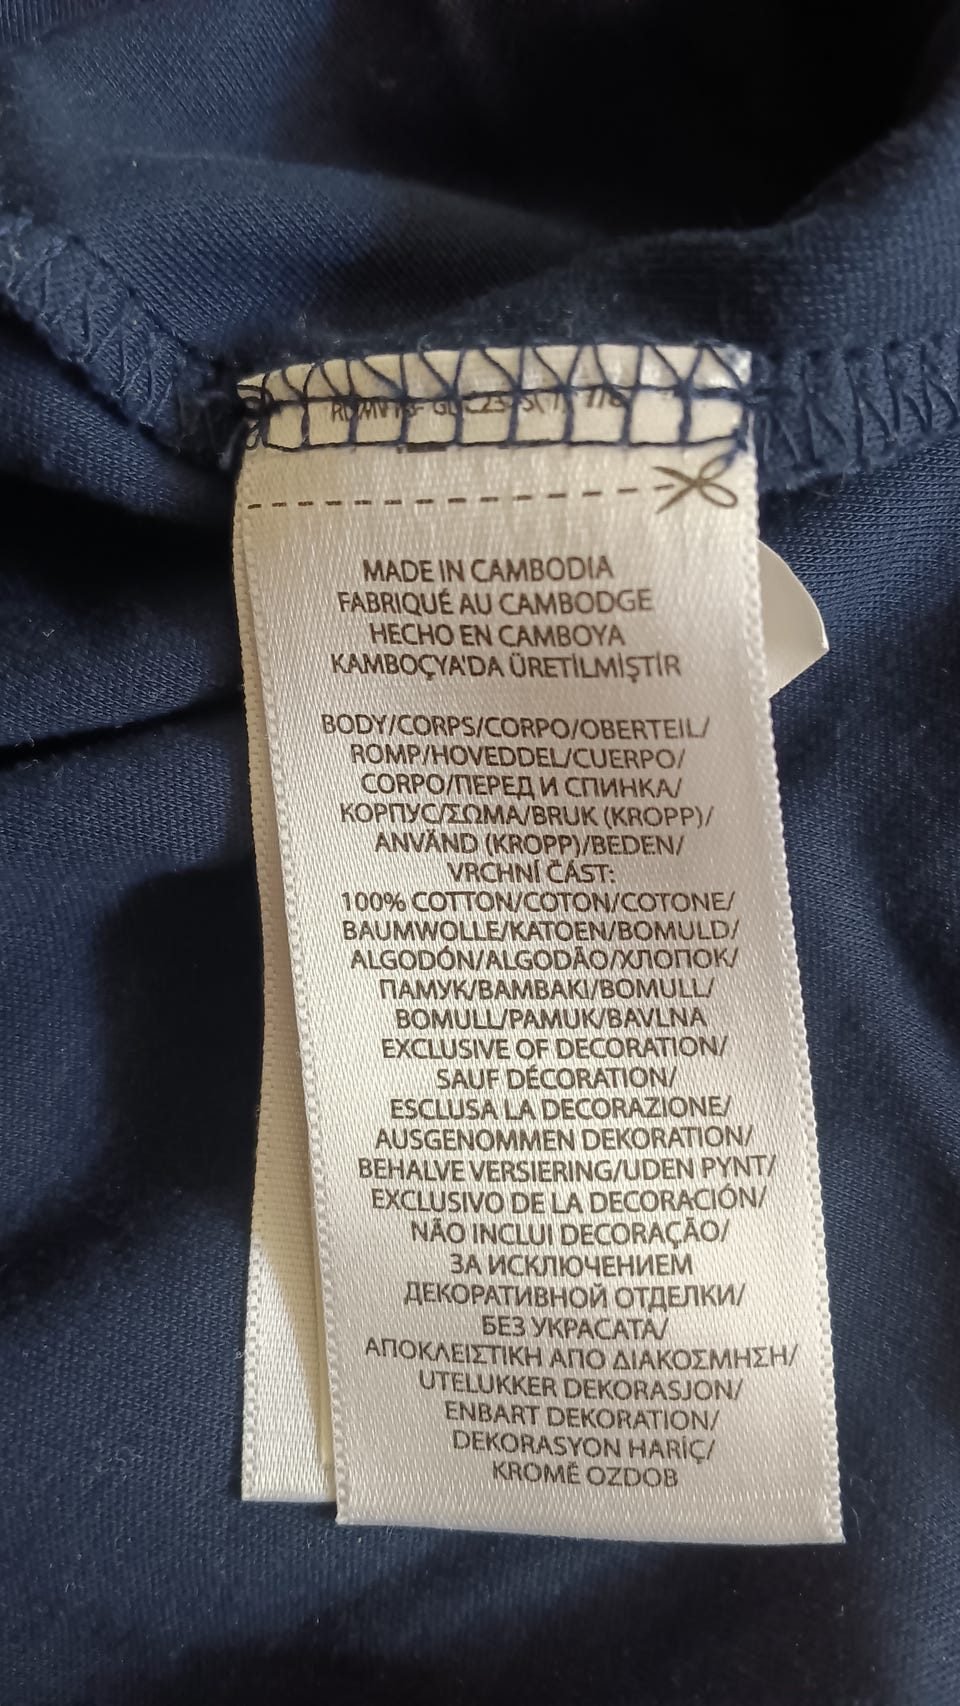 MADE IN CAMBODIA
FABRIQUÉ AU CAMBODGE
HECHO EN CAMBOYA
KAMBOÇYA'DA ÜRETİLMİŞTİR
BODY/CORPS/CORPO/OBERTEIL/
ROMP/HOVEDDEL/CUERPO/
CORPO/ПЕРЕД И СПИНКА/
КОРПУС/ΣΩΜΑ/BRUK (KROPP)/
ANVÄND (KROPP)/BEDEN/
VRCHNÍ ČÁST:
100% COTTON/COTON/COTONE/
BAUMWOLLE/KATOEN/BOMULD/
ALGODÓN/ALGODÃO/ХЛОПОК/
ПАМУК/ΒΑΜΒΑΚΙ/BOMULL/
BOMULL/PAMUK/BAVLNA
EXCLUSIVE OF DECORATION/
SAUF DÉCORATION/
ESCLUSA LA DECORAZIONE/
AUSGENOMMEN DEKORATION/
BEHALVE VERSIERING/UDEN PYNT/
EXCLUSIVO DE LA DECORACIÓN/
NÃO INCLUI DECORAÇÃO/
ЗА ИСКЛЮЧЕНИЕМ
ДЕКОРАТИВНОЙ ОТДЕЛКИ/
БЕЗ УКРАСАТА/
ΑΠΟΚΛΕΙΣΤΙΚΗ ΑΠΟ ΔΙΑΚΟΣΜΗΣΗ/
UTELUKKER DEKORASJON/
ENBART DEKORATION/
DEKORASYON HARİÇ/
KROMĚ OZDOB